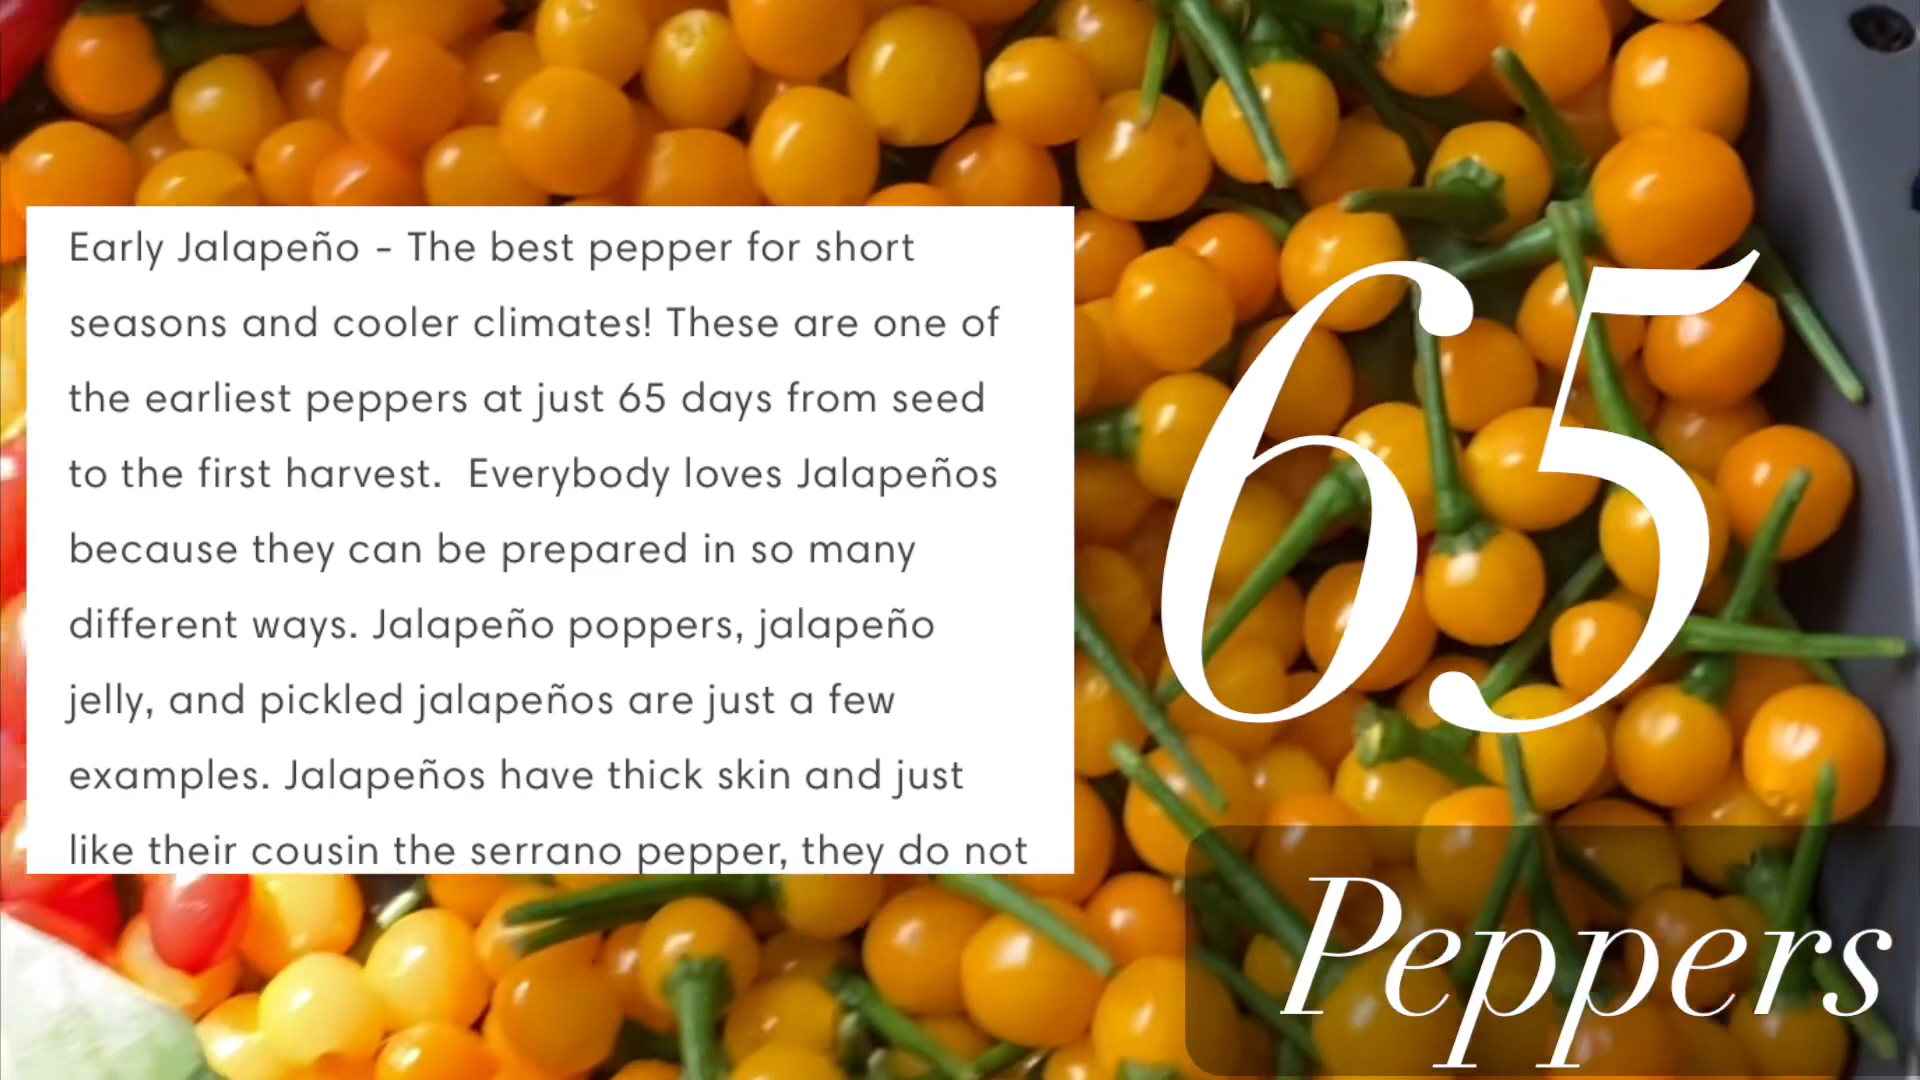 Early Jalapeño - The best pepper for short
seasons and cooler climates! These are one of
the earliest peppers at just 65 days from seed
to the first harvest.  Everybody loves Jalapeños
because they can be prepared in so many
different ways. Jalapeño poppers, jalapeño
jelly, and pickled jalapeños are just a few
examples. Jalapeños have thick skin and just
like their cousin the serrano pepper, they do not
65
Peppers